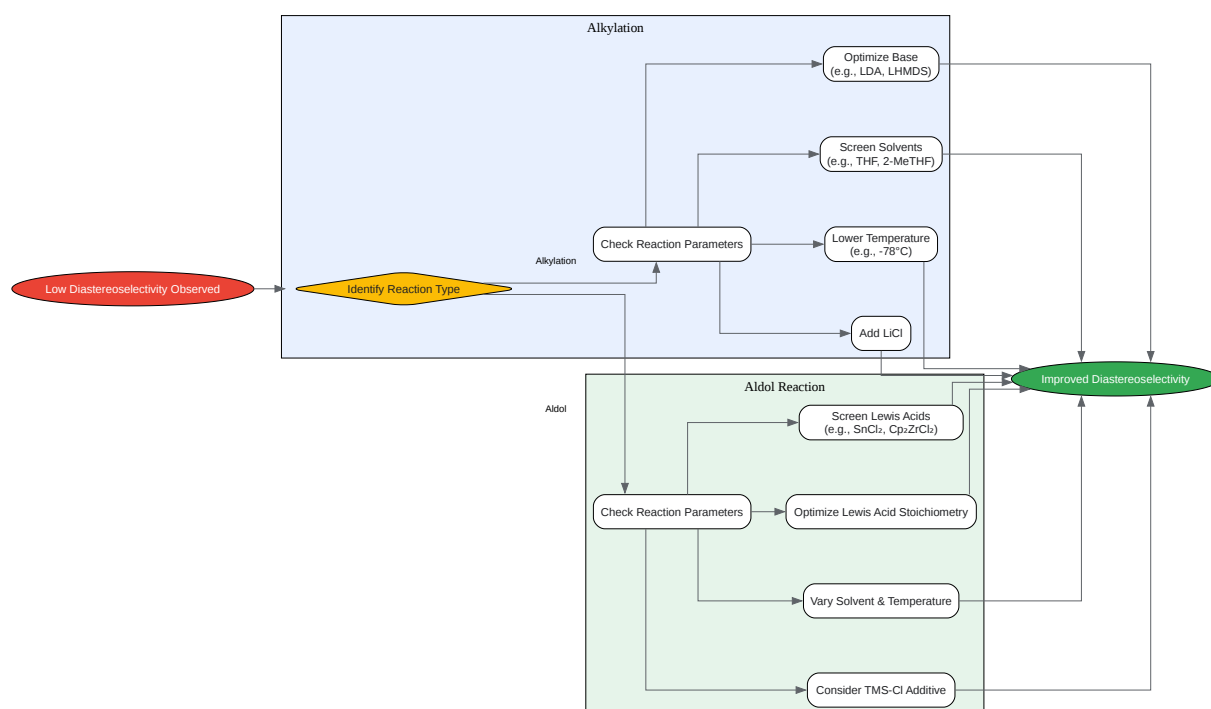 Alkylation
Optimize Base
(e.g., LDA, LHMDS)
Screen Solvents
(e.g., THF, 2-MeTHF)
Check Reaction Parameters
Lower Temperature
(e.g., -78°C)
Alkylation
Low Diastereoselectivity Observed
Identify Reaction Type
Add LiCl
Improved Diastereoselectivity
Aldol Reaction
Aldol
Screen Lewis Acids
(e.g., SnCl₂, Cp₂ZrCl₂)
Check Reaction Parameters
Optimize Lewis Acid Stoichiometry
Vary Solvent & Temperature
Consider TMS-Cl Additive